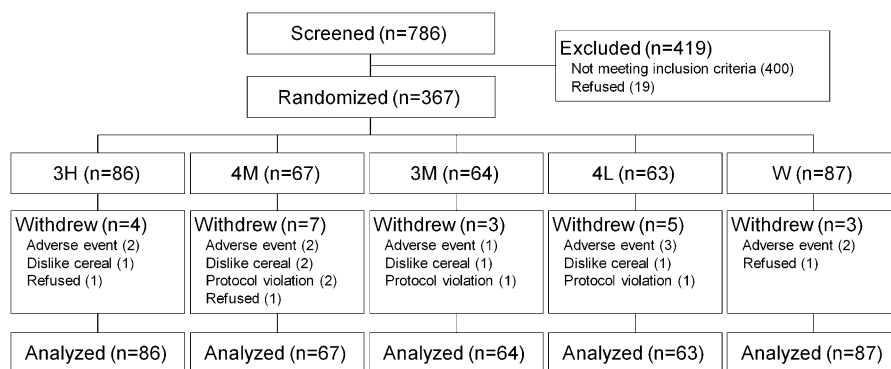 Screened (n=786)
Excluded (n=419)
Not meeting inclusion criteria (400)
Refused (19)
Randomized (n=367)
3H (n=86)
4M (n=67)
3M (n=64)
4L (n=63)
W (n=87)
Withdrew (n=4)
Adverse event (2)
Dislike cereal (1)
Refused (1)
Withdrew (n=7)
Adverse event (2)
Dislike cereal (2)
Protocol violation (2)
Refused (1)
Withdrew (n=3)
Adverse event (1)
Dislike cereal (1)
Protocol violation (1)
Withdrew (n=5)
Adverse event (3)
Dislike cereal (1)
Protocol violation (1)
Withdrew (n=3)
Adverse event (2)
Refused (1)
Analyzed (n=86)
Analyzed (n=67)
Analyzed (n=64)
Analyzed (n=63)
Analyzed (n=87)